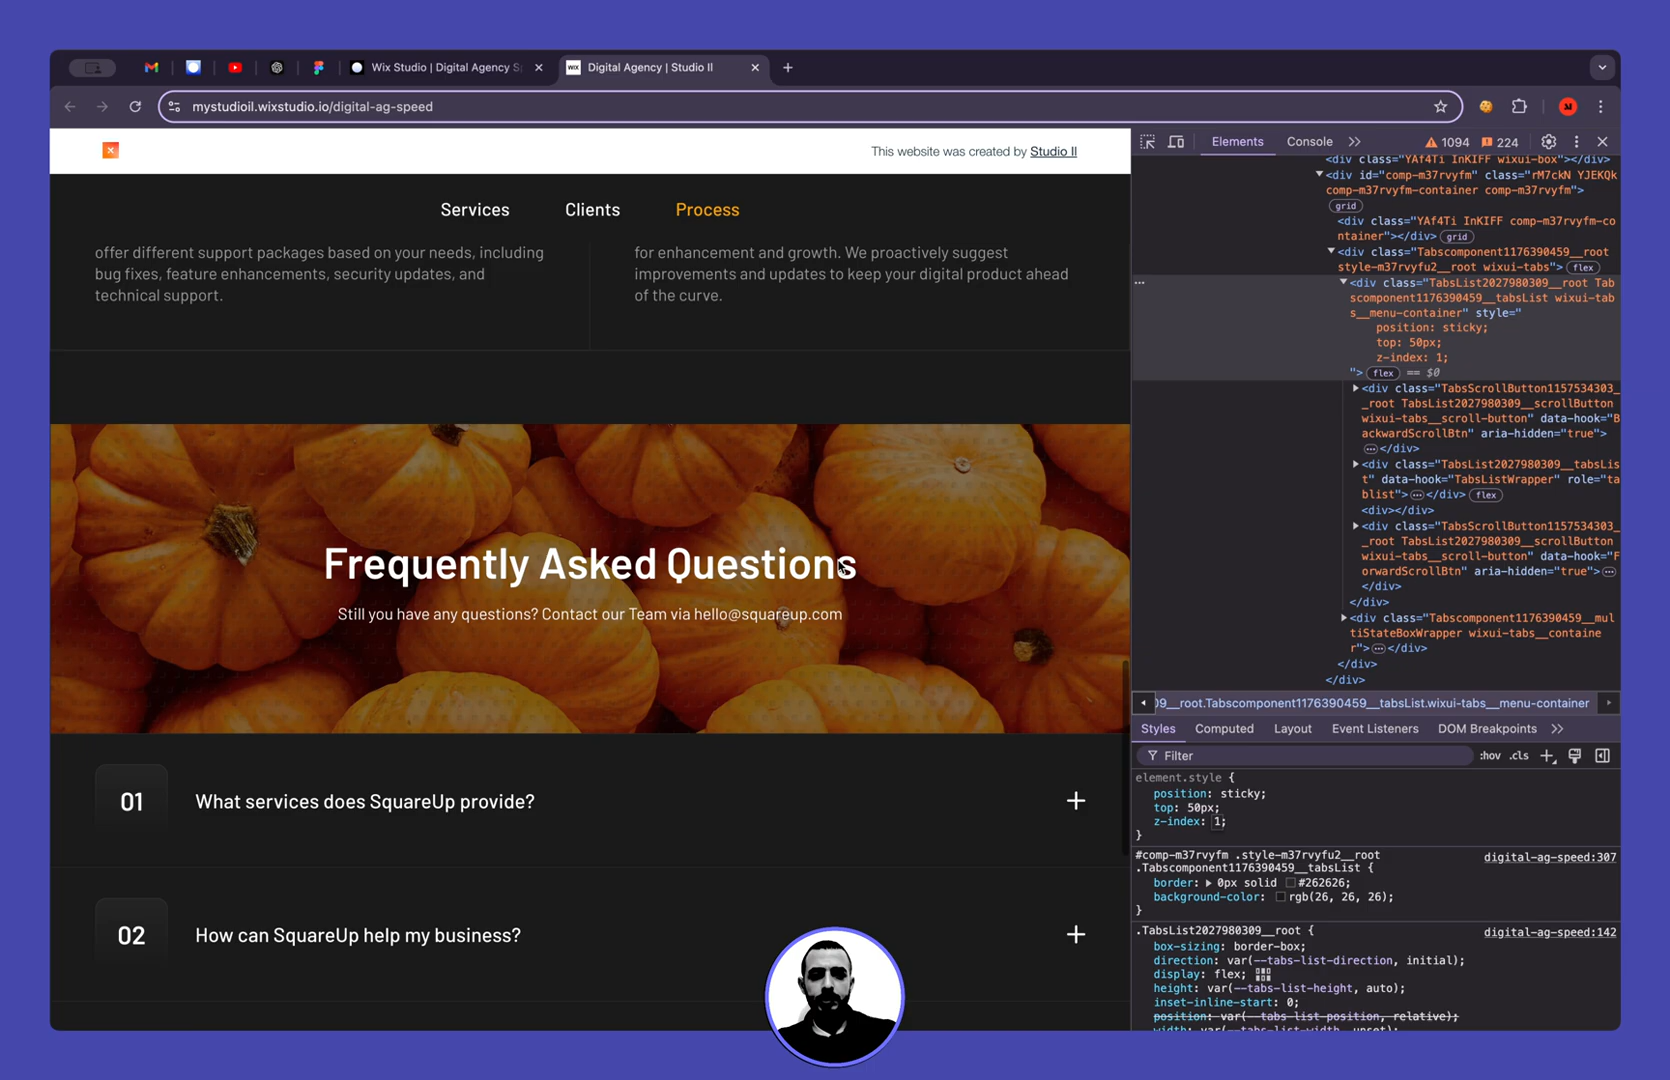 Wix Studio | Digital Agency S
Digital Agency | Studio II
mystudioil.wixstudio.io/digital-ag-speed
This website was created by Studio II
Services
Clients
Process
offer different support packages based on your needs, including
bug fixes, feature enhancements, security updates, and
technical support.
for enhancement and growth. We proactively suggest
improvements and updates to keep your digital product ahead
of the curve.
Frequently Asked Questions
Still you have any questions? Contact our Team via hello@squareup.com
01
What services does SquareUp provide?
+
02
How can SquareUp help my business?
+
Elements
Console
1094
224
<div class="YAf4Ti InKIFF wixui-box"></div>
<div id="comp-m37rvyfm" class="rM7ckN YJEKQk
comp-m37rvyfm-container comp-m37rvyfm">
grid
<div class="YAf4Ti InKIFF comp-m37rvyfm-co
ntainer"></div> grid
<div class="Tabscomponent1176390459__root
style-m37rvyfu2__root wixui-tabs"> flex
... <div class="TabsList2027980309__root Tab
scomponent1176390459__tabsList wixui-tab
s__menu-container" style="
position: sticky;
top: 50px;
z-index: 1;
"> flex == $0
<div class="TabsScrollButton1157534303_
_root TabsList2027980309__scrollButton
wixui-tabs__scroll-button" data-hook="B
ackwardScrollBtn" aria-hidden="true">
… </div>
<div class="TabsList2027980309__tabsLis
t" data-hook="TabsListWrapper" role="ta
blist"> … </div> flex
<div></div>
<div class="TabsScrollButton1157534303_
_root TabsList2027980309__scrollButton
wixui-tabs__scroll-button" data-hook="F
orwardScrollBtn" aria-hidden="true"> …
</div>
</div>
<div class="Tabscomponent1176390459__mul
tiStateBoxWrapper wixui-tabs__containe
r"> … </div>
</div>
</div>
09__root.Tabscomponent1176390459__tabsList.wixui-tabs__menu-container
Styles
Computed
Layout
Event Listeners
DOM Breakpoints
Filter
:hov
.cls
element.style {
position: sticky;
top: 50px;
z-index: 1;
}
#comp-m37rvyfm .style-m37rvyfu2__root
digital-ag-speed:307
.Tabscomponent1176390459__tabsList {
border: 0px solid #262626;
background-color: rgb(26, 26, 26);
}
.TabsList2027980309__root {
digital-ag-speed:142
box-sizing: border-box;
direction: var(--tabs-list-direction, initial);
display: flex;
height: var(--tabs-list-height, auto);
inset-inline-start: 0;
position: var(--tabs-list-position, relative);
width: var(--tabs-list-width, unset);